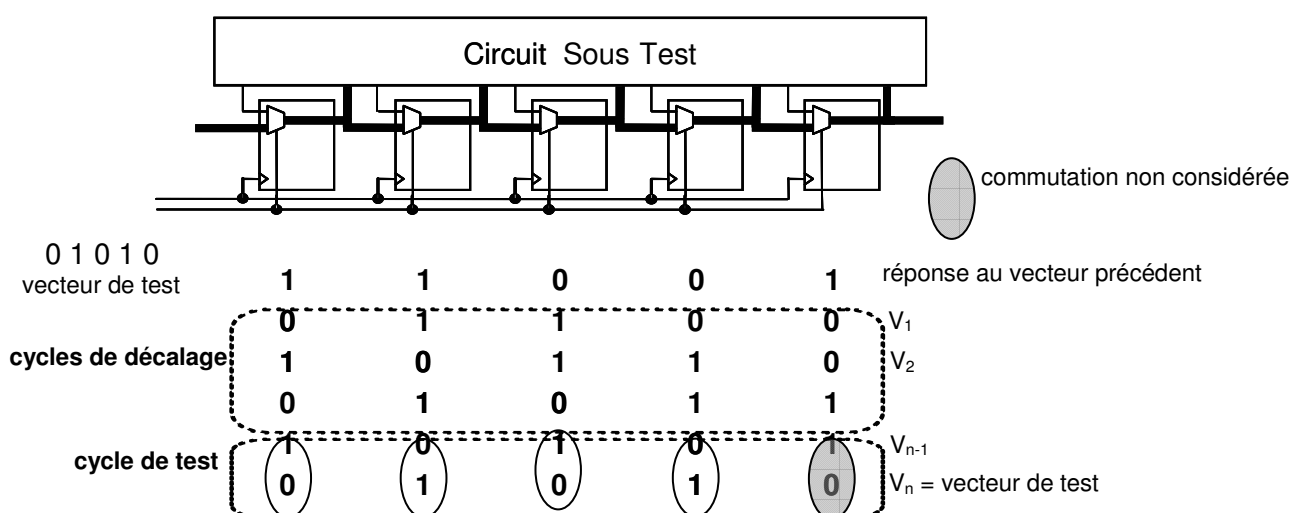 Circuit Sous Test
commutation non considérée
0 1 0 1 0
vecteur de test
1 1 0 0 1 réponse au vecteur précédent
0 1 1 0 0 V1
cycles de décalage 1 0 1 1 0 V2
0 1 0 1 1
1 0 1 0 1 Vn-1
cycle de test
0 1 0 1 0 Vn = vecteur de test